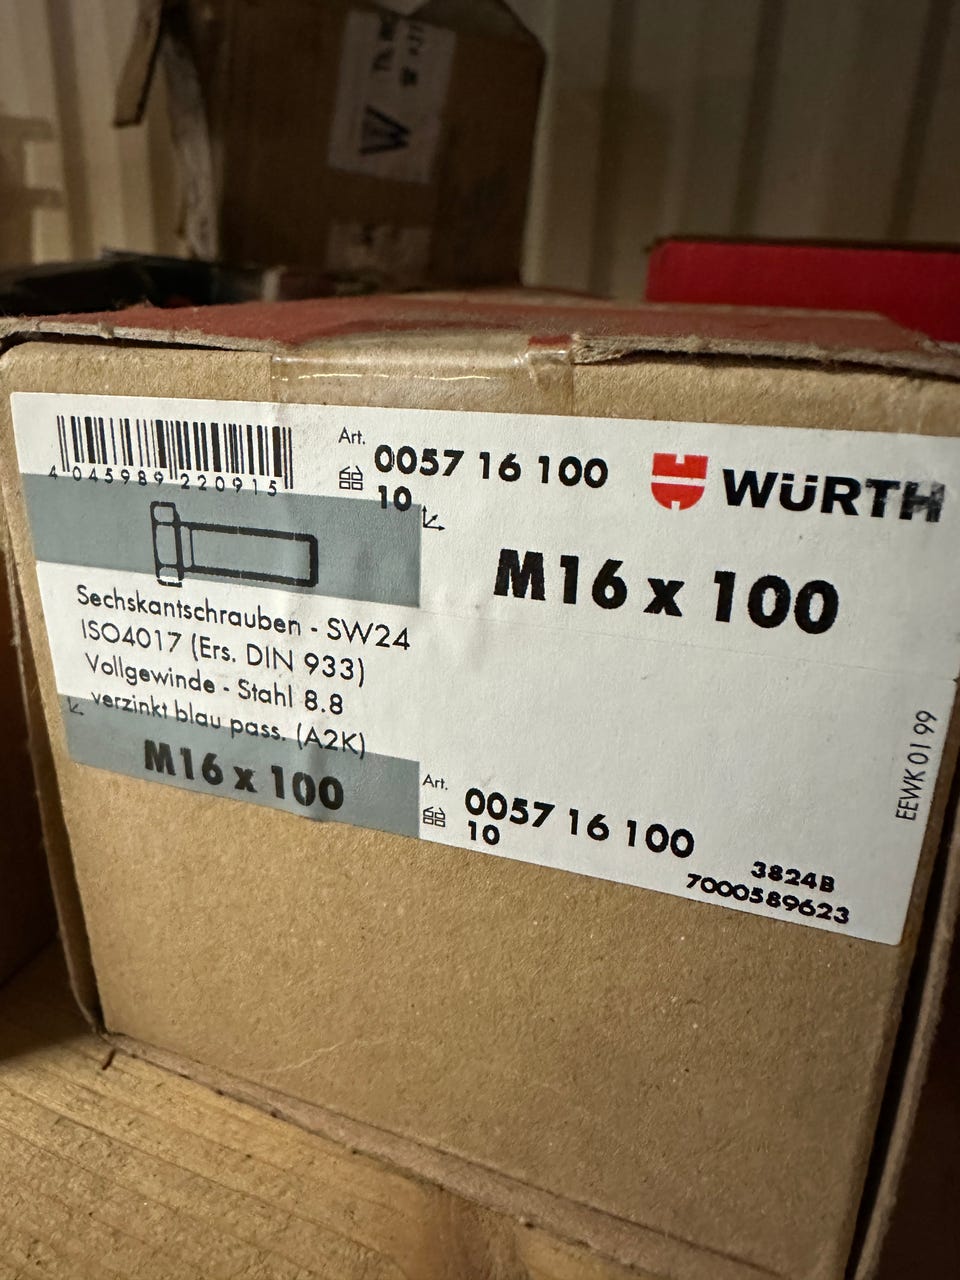 W
4 045989 220915
Art. 0057 16 100
10
WÜRTH
M16 x 100
Sechskantschrauben - SW24
ISO4017 (Ers. DIN 933)
Vollgewinde - Stahl 8.8
verzinkt blau pass. (A2K)
M16 x 100
Art. 0057 16 100
10
3824B
7000589623
EEWK 01 99